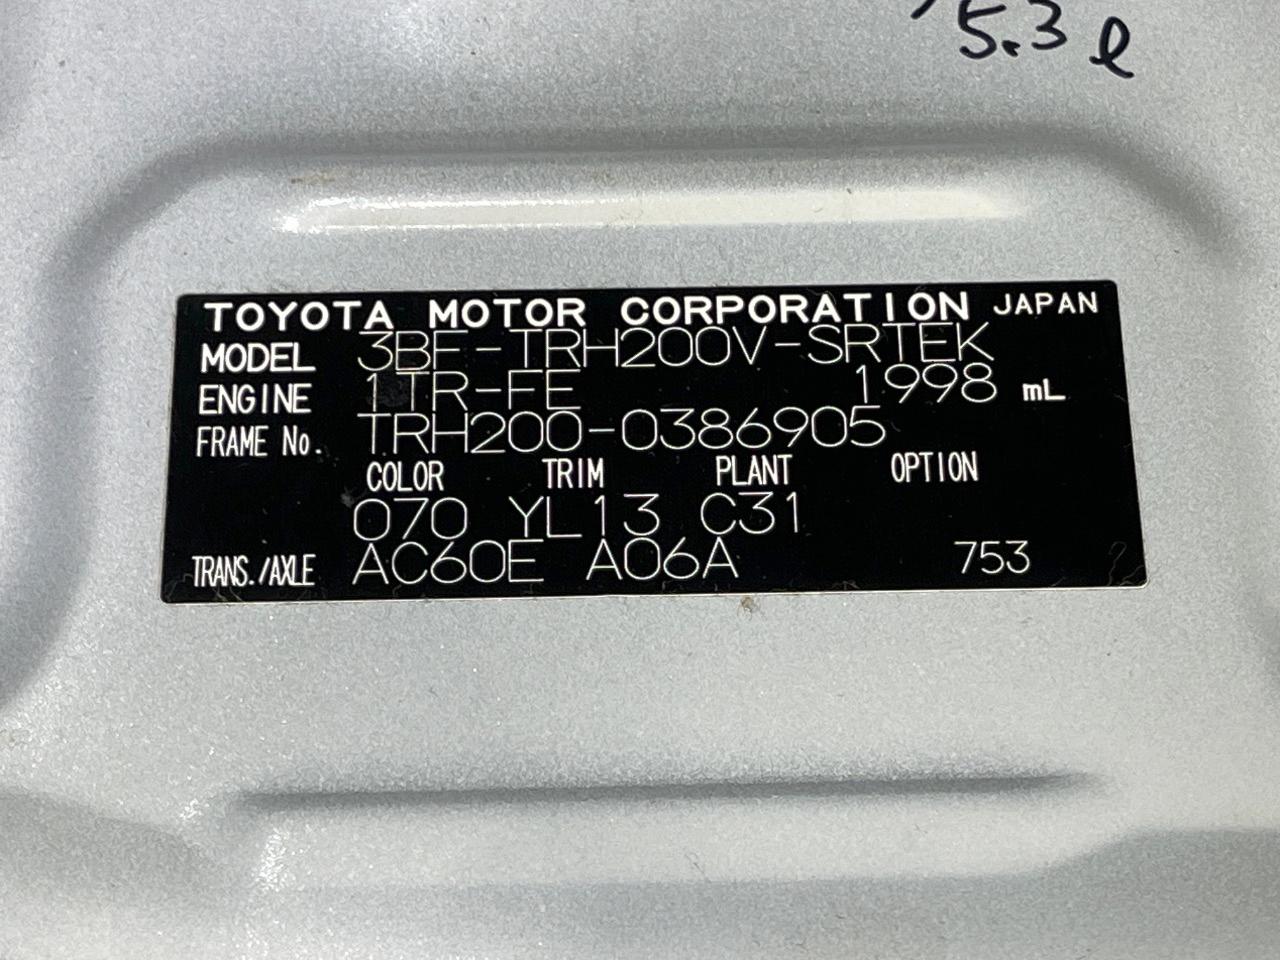 5.3 ℓ
TOYOTA MOTOR CORPORATION JAPAN
MODEL 3BF-TRH200V-SRTEK
ENGINE 1TR-FE 1998 mL
FRAME No. TRH200-0386905
COLOR TRIM PLANT OPTION
070 YL13 C31
TRANS./AXLE AC60E A06A 753